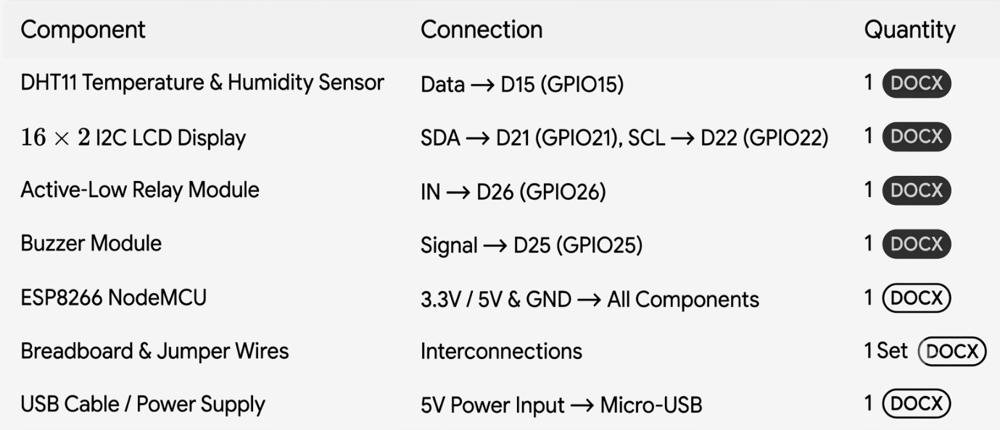 Component Connection Quantity
DHT11 Temperature & Humidity Sensor Data → D15 (GPIO15) 1 DOCX
16 × 2 I2C LCD Display SDA → D21 (GPIO21), SCL → D22 (GPIO22) 1 DOCX
Active-Low Relay Module IN → D26 (GPIO26) 1 DOCX
Buzzer Module Signal → D25 (GPIO25) 1 DOCX
ESP8266 NodeMCU 3.3V / 5V & GND → All Components 1 DOCX
Breadboard & Jumper Wires Interconnections 1 Set DOCX
USB Cable / Power Supply 5V Power Input → Micro-USB 1 DOCX